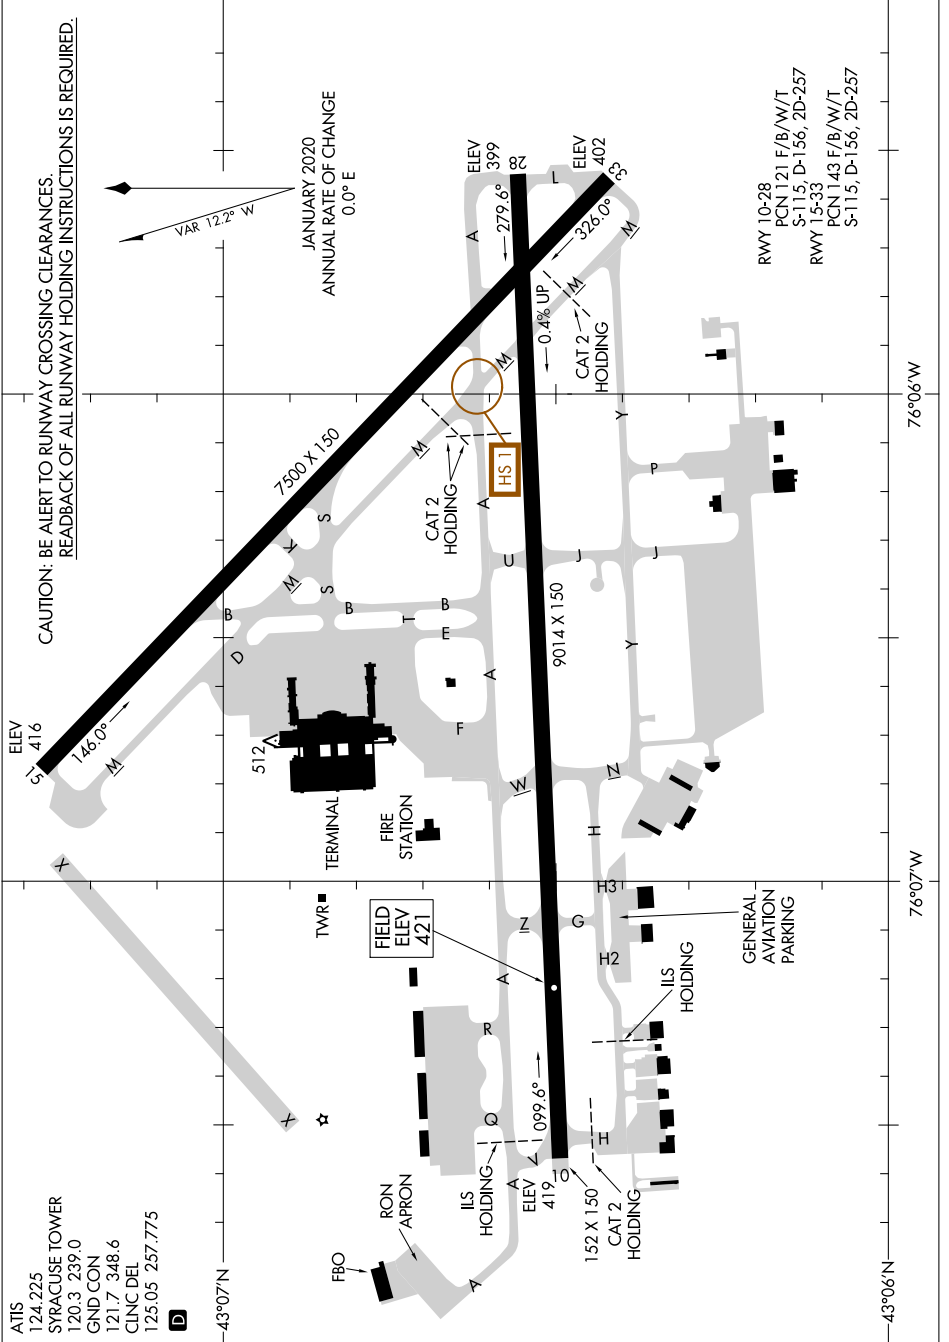 CAUTION: BE ALERT TO RUNWAY CROSSING CLEARANCES.
READBACK OF ALL RUNWAY HOLDING INSTRUCTIONS IS REQUIRED.
ATIS
124.225
SYRACUSE TOWER
120.3 239.0
GND CON
121.7 348.6
CLNC DEL
125.05 257.775
D
VAR 12.2° W
JANUARY 2020
ANNUAL RATE OF CHANGE
0.0° E
ELEV
416
15
146.0°
M
X
X
D
B
7500 X 150
K
S
M
S
B
T
B
E
A
F
512
TERMINAL
FIRE
STATION
TWR
FIELD
ELEV
421
M
CAT 2
HOLDING
A
HS 1
M
A
ELEV
399
28
279.6°
L
ELEV
402
33
326.0°
M
M
0.4% UP
CAT 2
HOLDING
U
J
J
9014 X 150
Y
P
Y
W
N
H
H3
Z
G
H2
A
R
Q
099.6°
V
A
ELEV
419
10
ILS
HOLDING
152 X 150
CAT 2
HOLDING
H
ILS
HOLDING
GENERAL
AVIATION
PARKING
RON
APRON
FBO
A
RWY 10-28
PCN 121 F/B/W/T
S-115, D-156, 2D-257
RWY 15-33
PCN 143 F/B/W/T
S-115, D-156, 2D-257
43°07'N
43°06'N
76°07'W
76°06'W